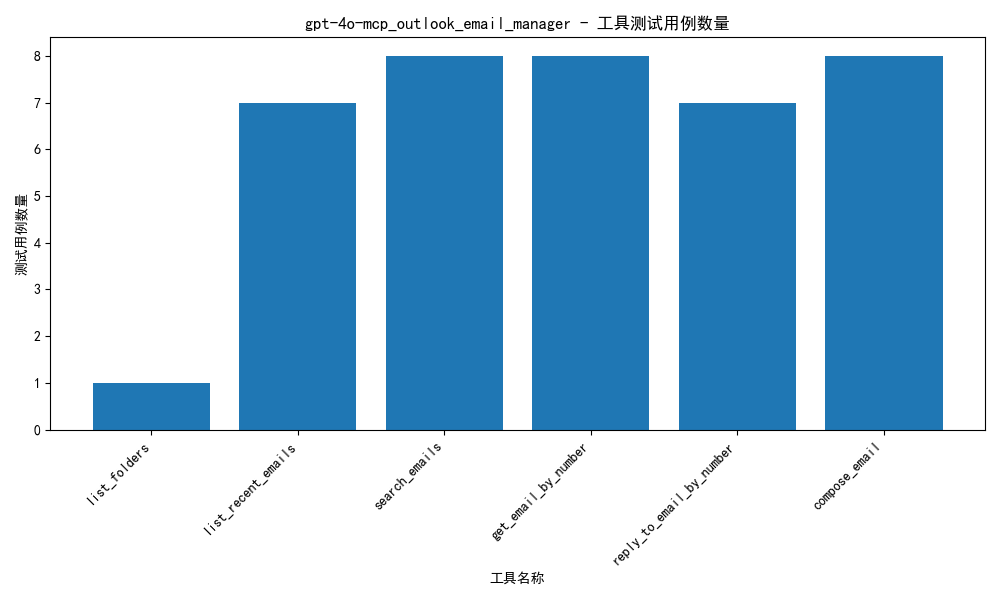 gpt-4o-mcp_outlook_email_manager - 工具测试用例数量
测试用例数量
8
7
6
5
4
3
2
1
0
list_folders
list_recent_emails
search_emails
get_email_by_number
reply_to_email_by_number
compose_email
工具名称